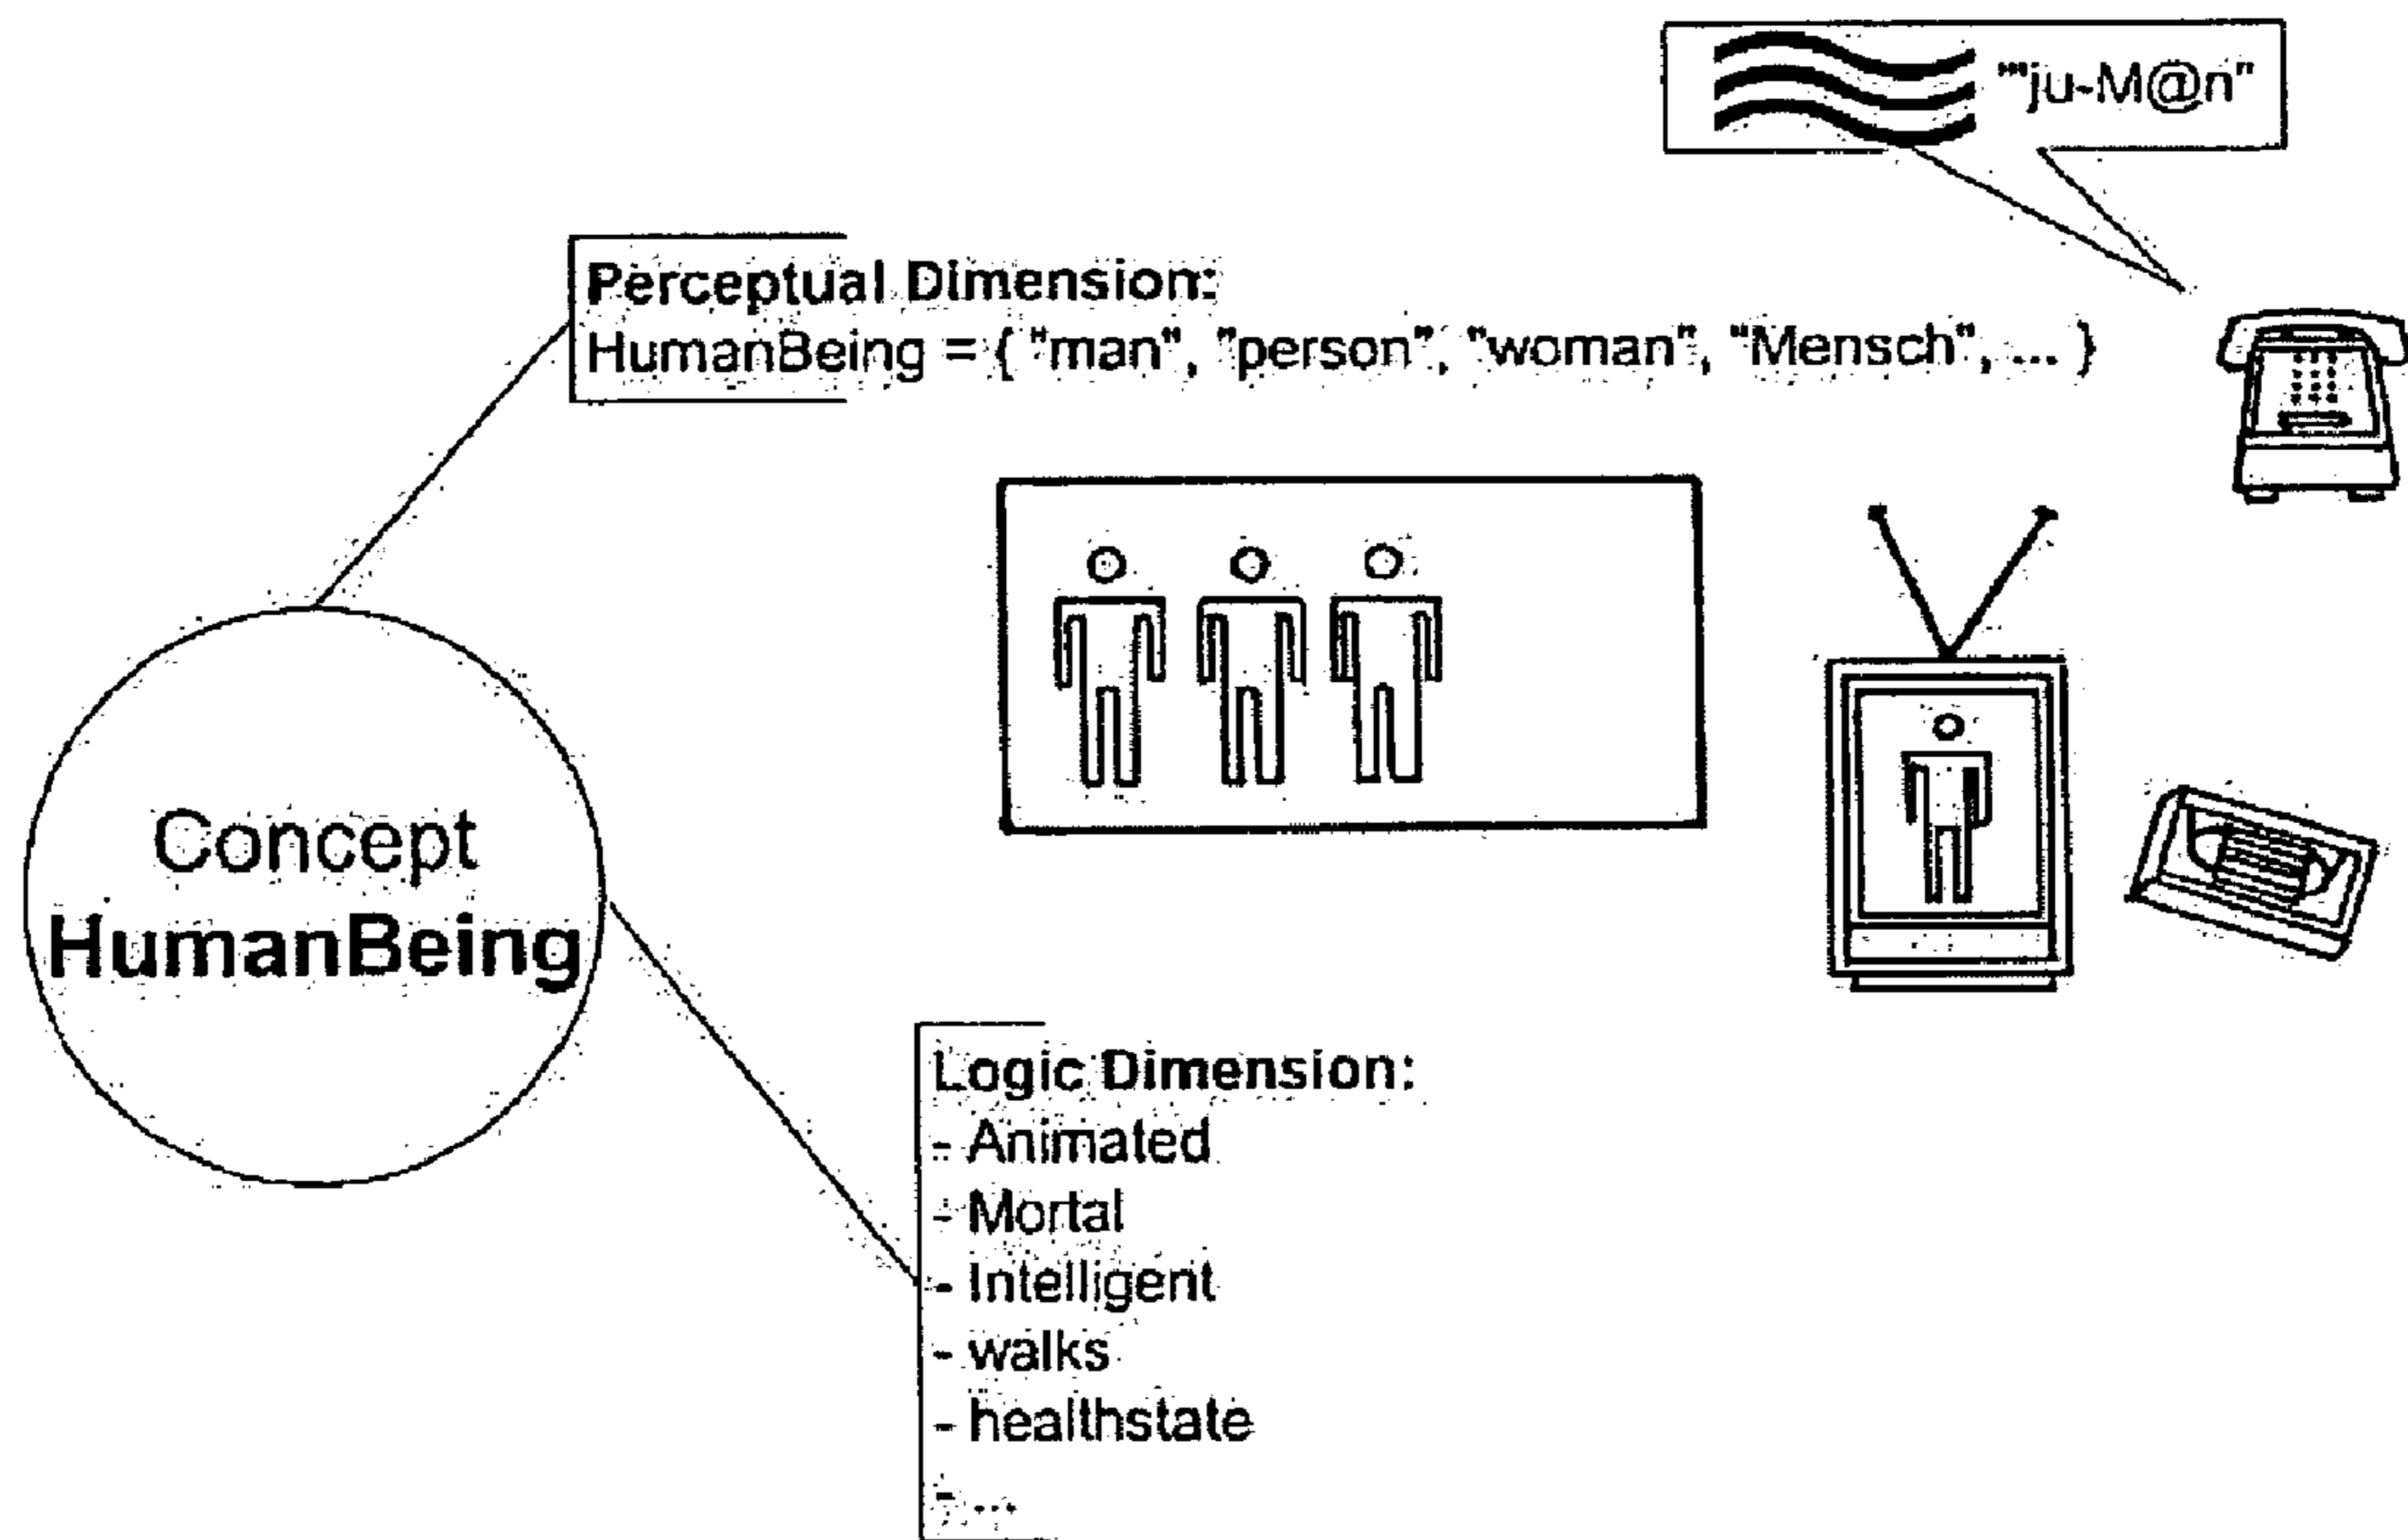 "'ju-M@n"
Perceptual Dimension:
HumanBeing = { "man", "person", "woman", "Mensch", ... }
Concept
HumanBeing
Logic Dimension:
- Animated
- Mortal
- Intelligent
- walks
- healthstate
- ...